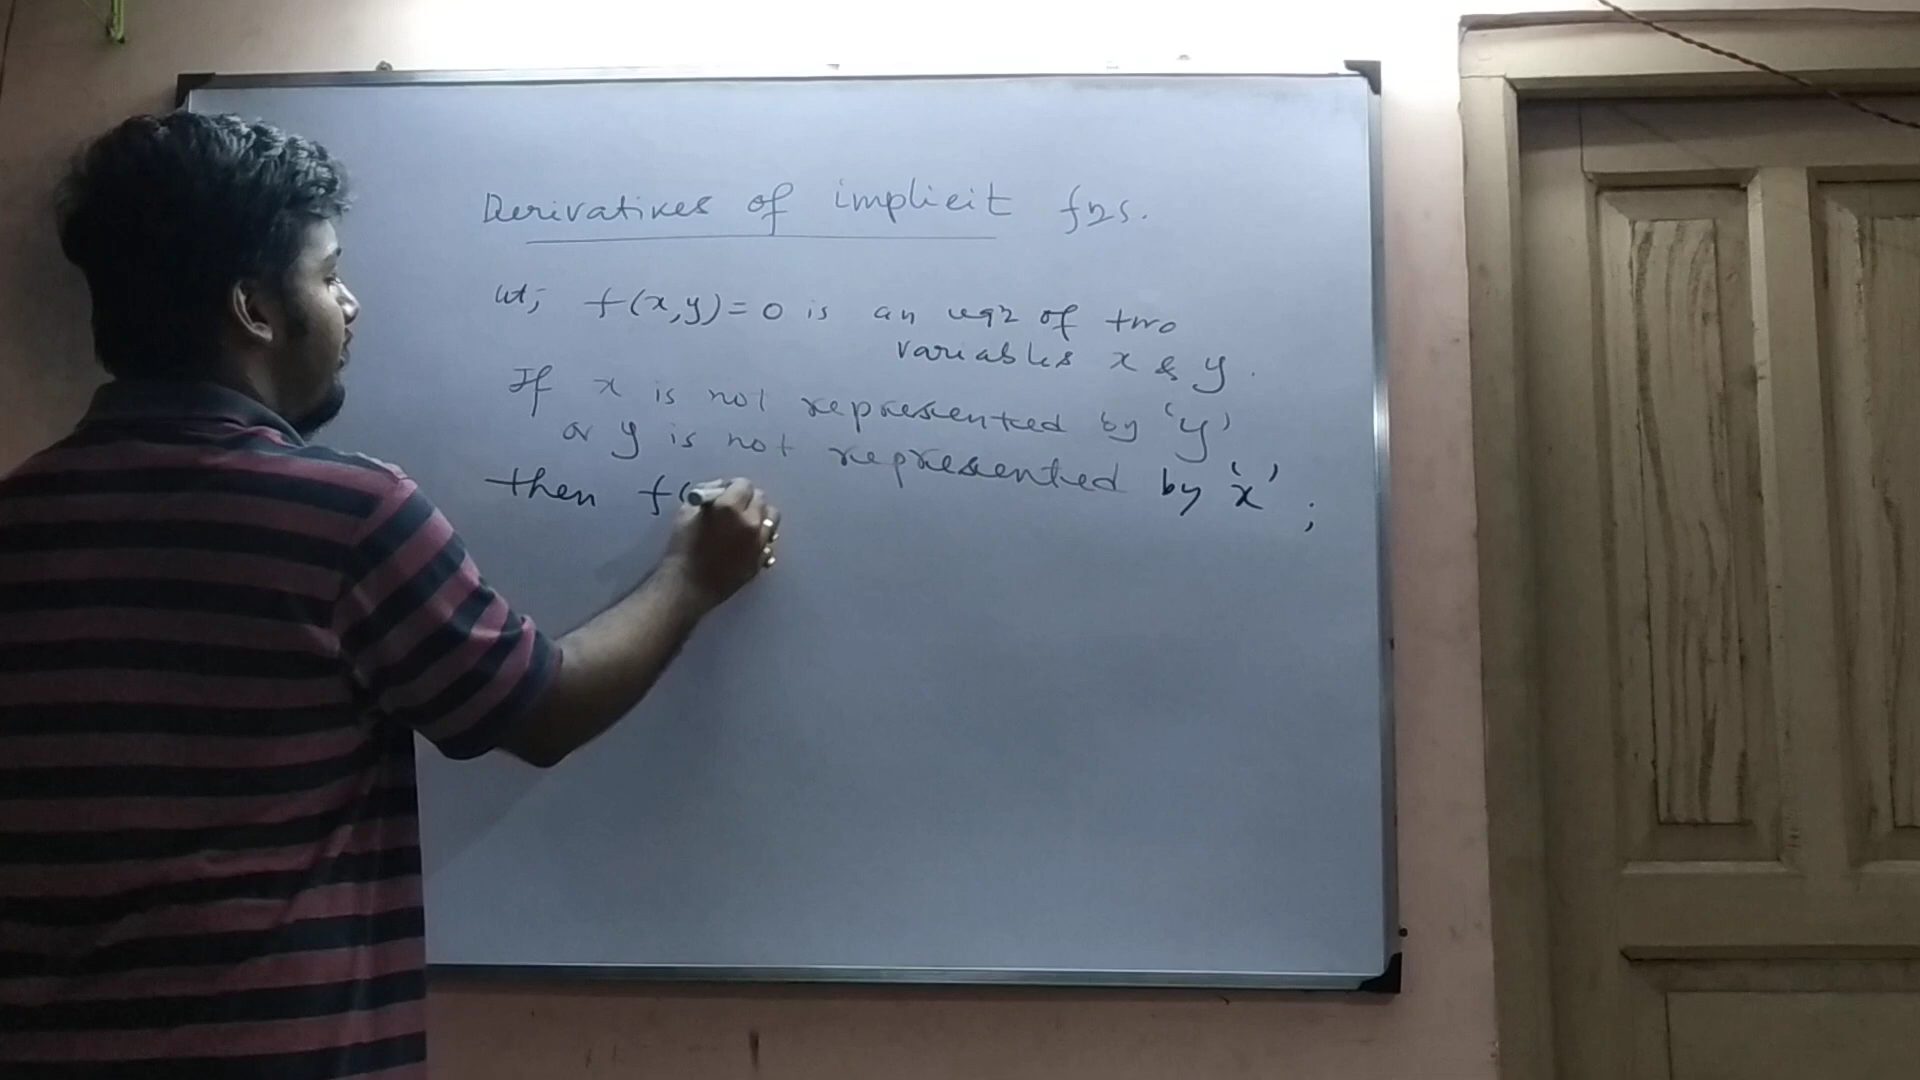 Derivatives of implicit fns.
let; f(x,y)=0 is an eqn of two
variables x & y.
If x is not represented by 'y'
or y is not represented by 'x' ;
then f(